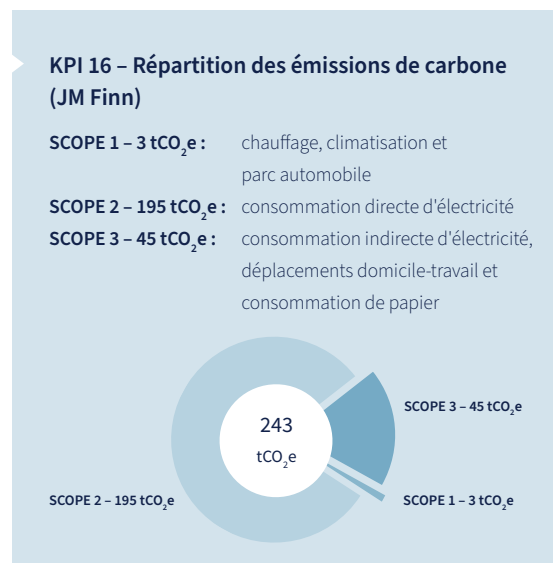 KPI 16 – Répartition des émissions de carbone
(JM Finn)
SCOPE 1 – 3 tCO₂e : chauffage, climatisation et
parc automobile
SCOPE 2 – 195 tCO₂e : consommation directe d'électricité
SCOPE 3 – 45 tCO₂e : consommation indirecte d'électricité,
déplacements domicile-travail et
consommation de papier
SCOPE 3 – 45 tCO₂e
243
tCO₂e
SCOPE 2 – 195 tCO₂e
SCOPE 1 – 3 tCO₂e